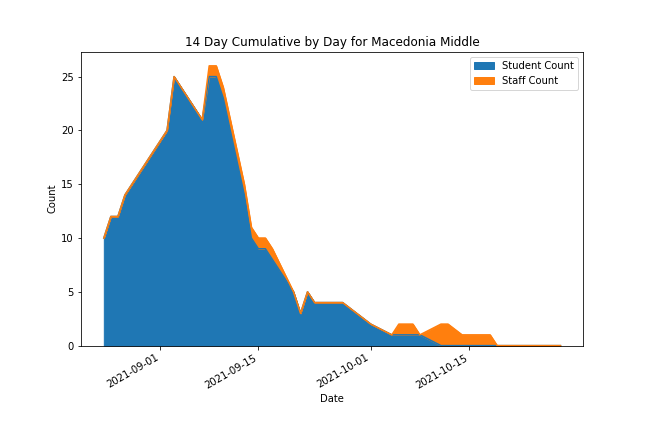 14 Day Cumulative by Day for Macedonia Middle
Student Count
Staff Count
25
20
15
10
5
0
Count
2021-09-01
2021-09-15
2021-10-01
2021-10-15
Date